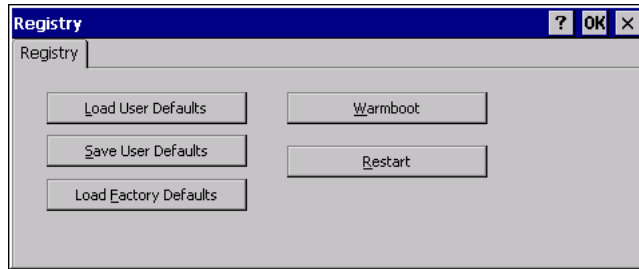 Registry ? OK ×
Registry
Load User Defaults
Save User Defaults
Load Factory Defaults
Warmboot
Restart